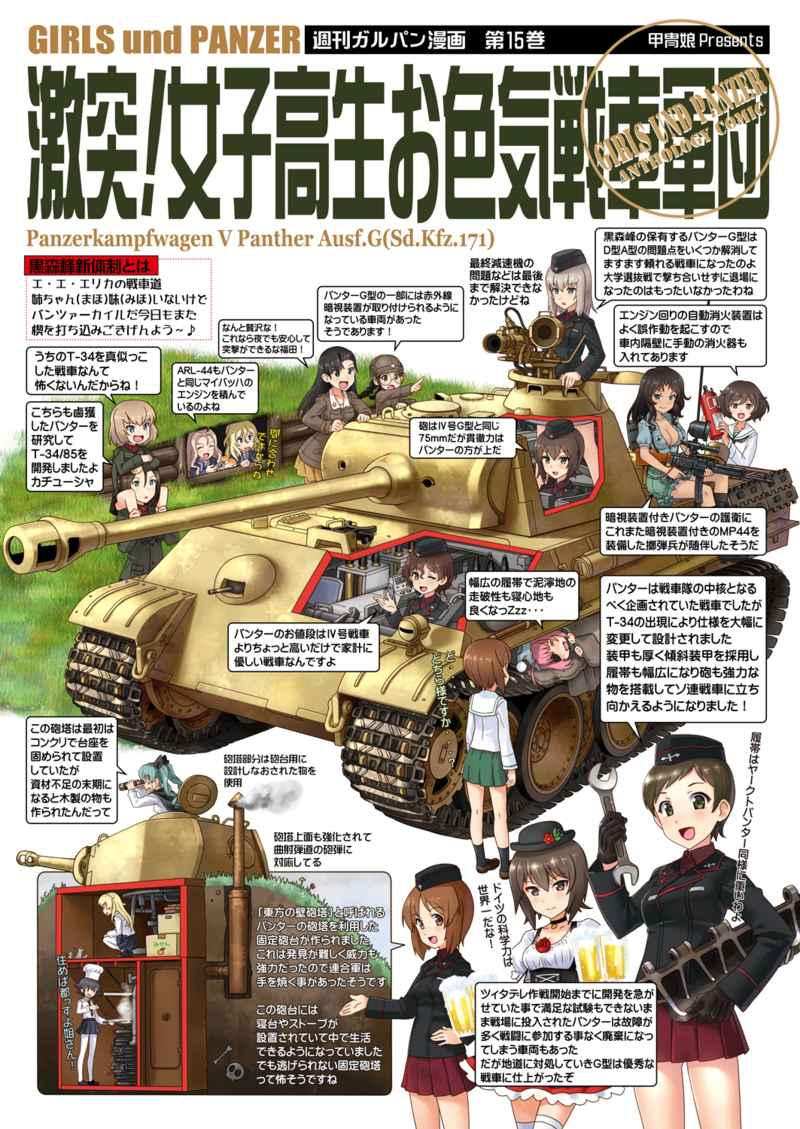 GIRLS und PANZER
週刊ガルパン漫画 第15巻
甲冑娘 Presents
激突!女子高生お色気戦車軍団
GIRLS UND PANZER
ANTHOLOGY COMIC
Panzerkampfwagen V Panther Ausf.G(Sd.Kfz.171)
黒森峰新体制とは
エ・エ・エリカの戦車道
姉ちゃん(まほ)妹(みほ)いないけど
パンツァーカイルだ今日もまた
楔を打ち込みごきげんよう~♪
最終減速機の
問題などは最後
まで解決できな
かったけどね
黒森峰の保有するパンターG型は
D型A型の問題点をいくつか解消して
ますます頼れる戦車になったのよ
大学選抜戦で撃ち合いせずに退場に
なったのはもったいなかったわね
エンジン回りの自動消火装置は
よく誤作動を起こすので
車内隔壁に手動の消火器も
入れてあります
パンターG型の一部には赤外線
暗視装置が取り付けられるように
なっている車両があった
そうであります!
なんと贅沢な!
これなら夜でも安心して
突撃ができるな福田!
うちのT-34を真似っこ
した戦車なんて
怖くないんだからね!
ARL-44もパンター
と同じマイバッハの
エンジンを積んで
いるのよね
こちらも鹵獲
したパンターを
研究して
T-34/85を
開発しましたよ
カチューシャ
砲に合わせ
てますからね
砲はⅣ号G型と同じ
75mmだが貫徹力は
パンターの方が上だ
暗視装置付きパンターの護衛に
これまた暗視装置付きのMP44を
装備した擲弾兵が随伴したそうだ
幅広の履帯で泥濘地の
走破性も寝心地も
良くなっZzz・・・
パンターのお値段はⅣ号戦車
よりちょっと高いだけで家計に
優しい戦車なんですよ
ど・・
どちら様ですか・・・?
パンターは戦車隊の中核となる
べく企画されていた戦車でしたが
T-34の出現により仕様を大幅に
変更して設計されました
装甲も厚く傾斜装甲を採用し
履帯も幅広になり砲も強力な
物を搭載してソ連戦車に立ち
向かえるようになりました!
この砲塔は最初は
コンクリで台座を
固められて設置
していたが
資材不足の末期に
なると木製の物も
作られたんだって
砲塔部分は砲台用に
設計しなおされた物を
使用
砲塔上面も強化されて
曲射弾道の砲弾に
対応してる
履帯はヤークトパンター同様に重いわよ
「東方の壁砲塔」と呼ばれる
パンターの砲塔を利用した
固定砲台が作られました
これは発見が難しく威力も
強力だったので連合軍は
手を焼く事があったそうです
この砲台には
寝台やストーブが
設置されていて中で生活
できるようになっていました
でも逃げられない固定砲塔
って怖そうですね
みかん
住めば都っすよ姐さん!
ドイツの科学力は
世界一だな!
ツィタデレ作戦開始までに開発を急が
せていた事で満足な試験もできないま
ま戦場に投入されたパンターは故障が
多く戦闘に参加する事なく廃棄になっ
てしまう車両もあった
だが地道に対処していきG型は優秀な
戦車に仕上がったぞ